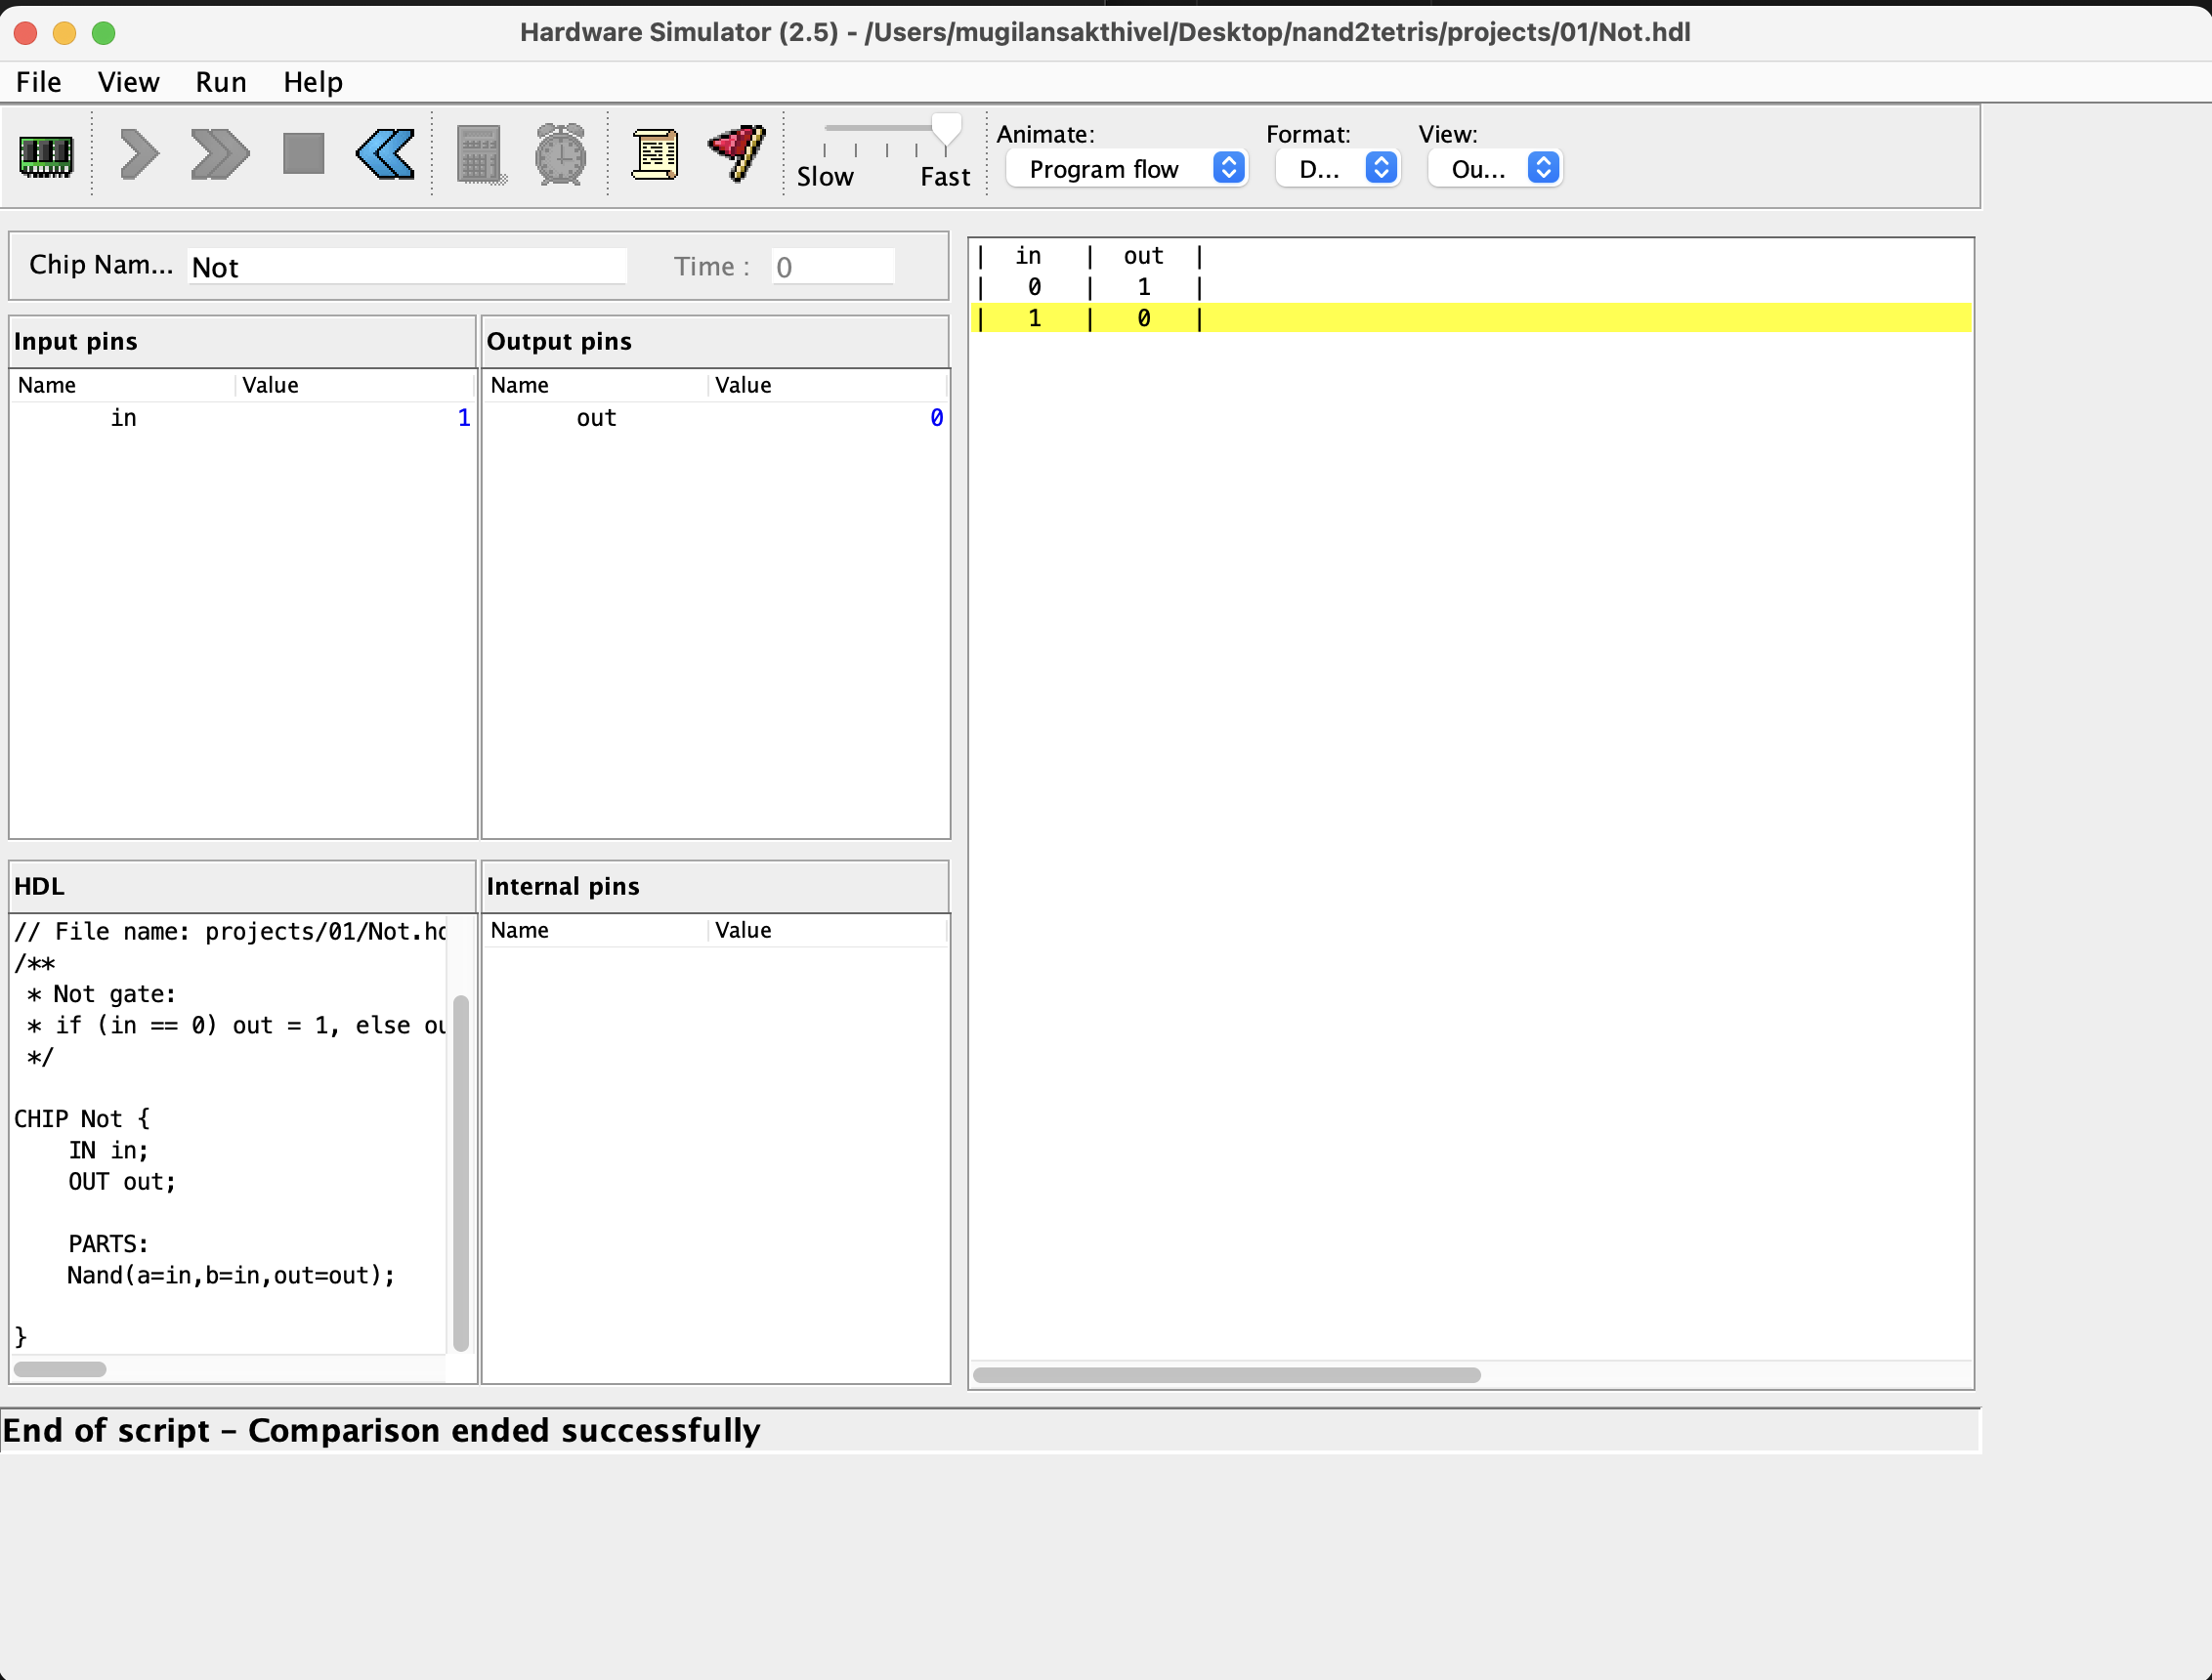 Hardware Simulator (2.5) - /Users/mugilansakthivel/Desktop/nand2tetris/projects/01/Not.hdl
File View Run Help
Animate: Format: View:
Slow Fast Program flow D... Ou...
Chip Nam... Not Time : 0
Input pins
Name Value
in 1
Output pins
Name Value
out 0
HDL
// File name: projects/01/Not.hd
/**
 * Not gate:
 * if (in == 0) out = 1, else ou
 */
CHIP Not {
    IN in;
    OUT out;
    PARTS:
    Nand(a=in,b=in,out=out);
}
Internal pins
Name Value
| in | out |
| 0 | 1 |
| 1 | 0 |
End of script – Comparison ended successfully